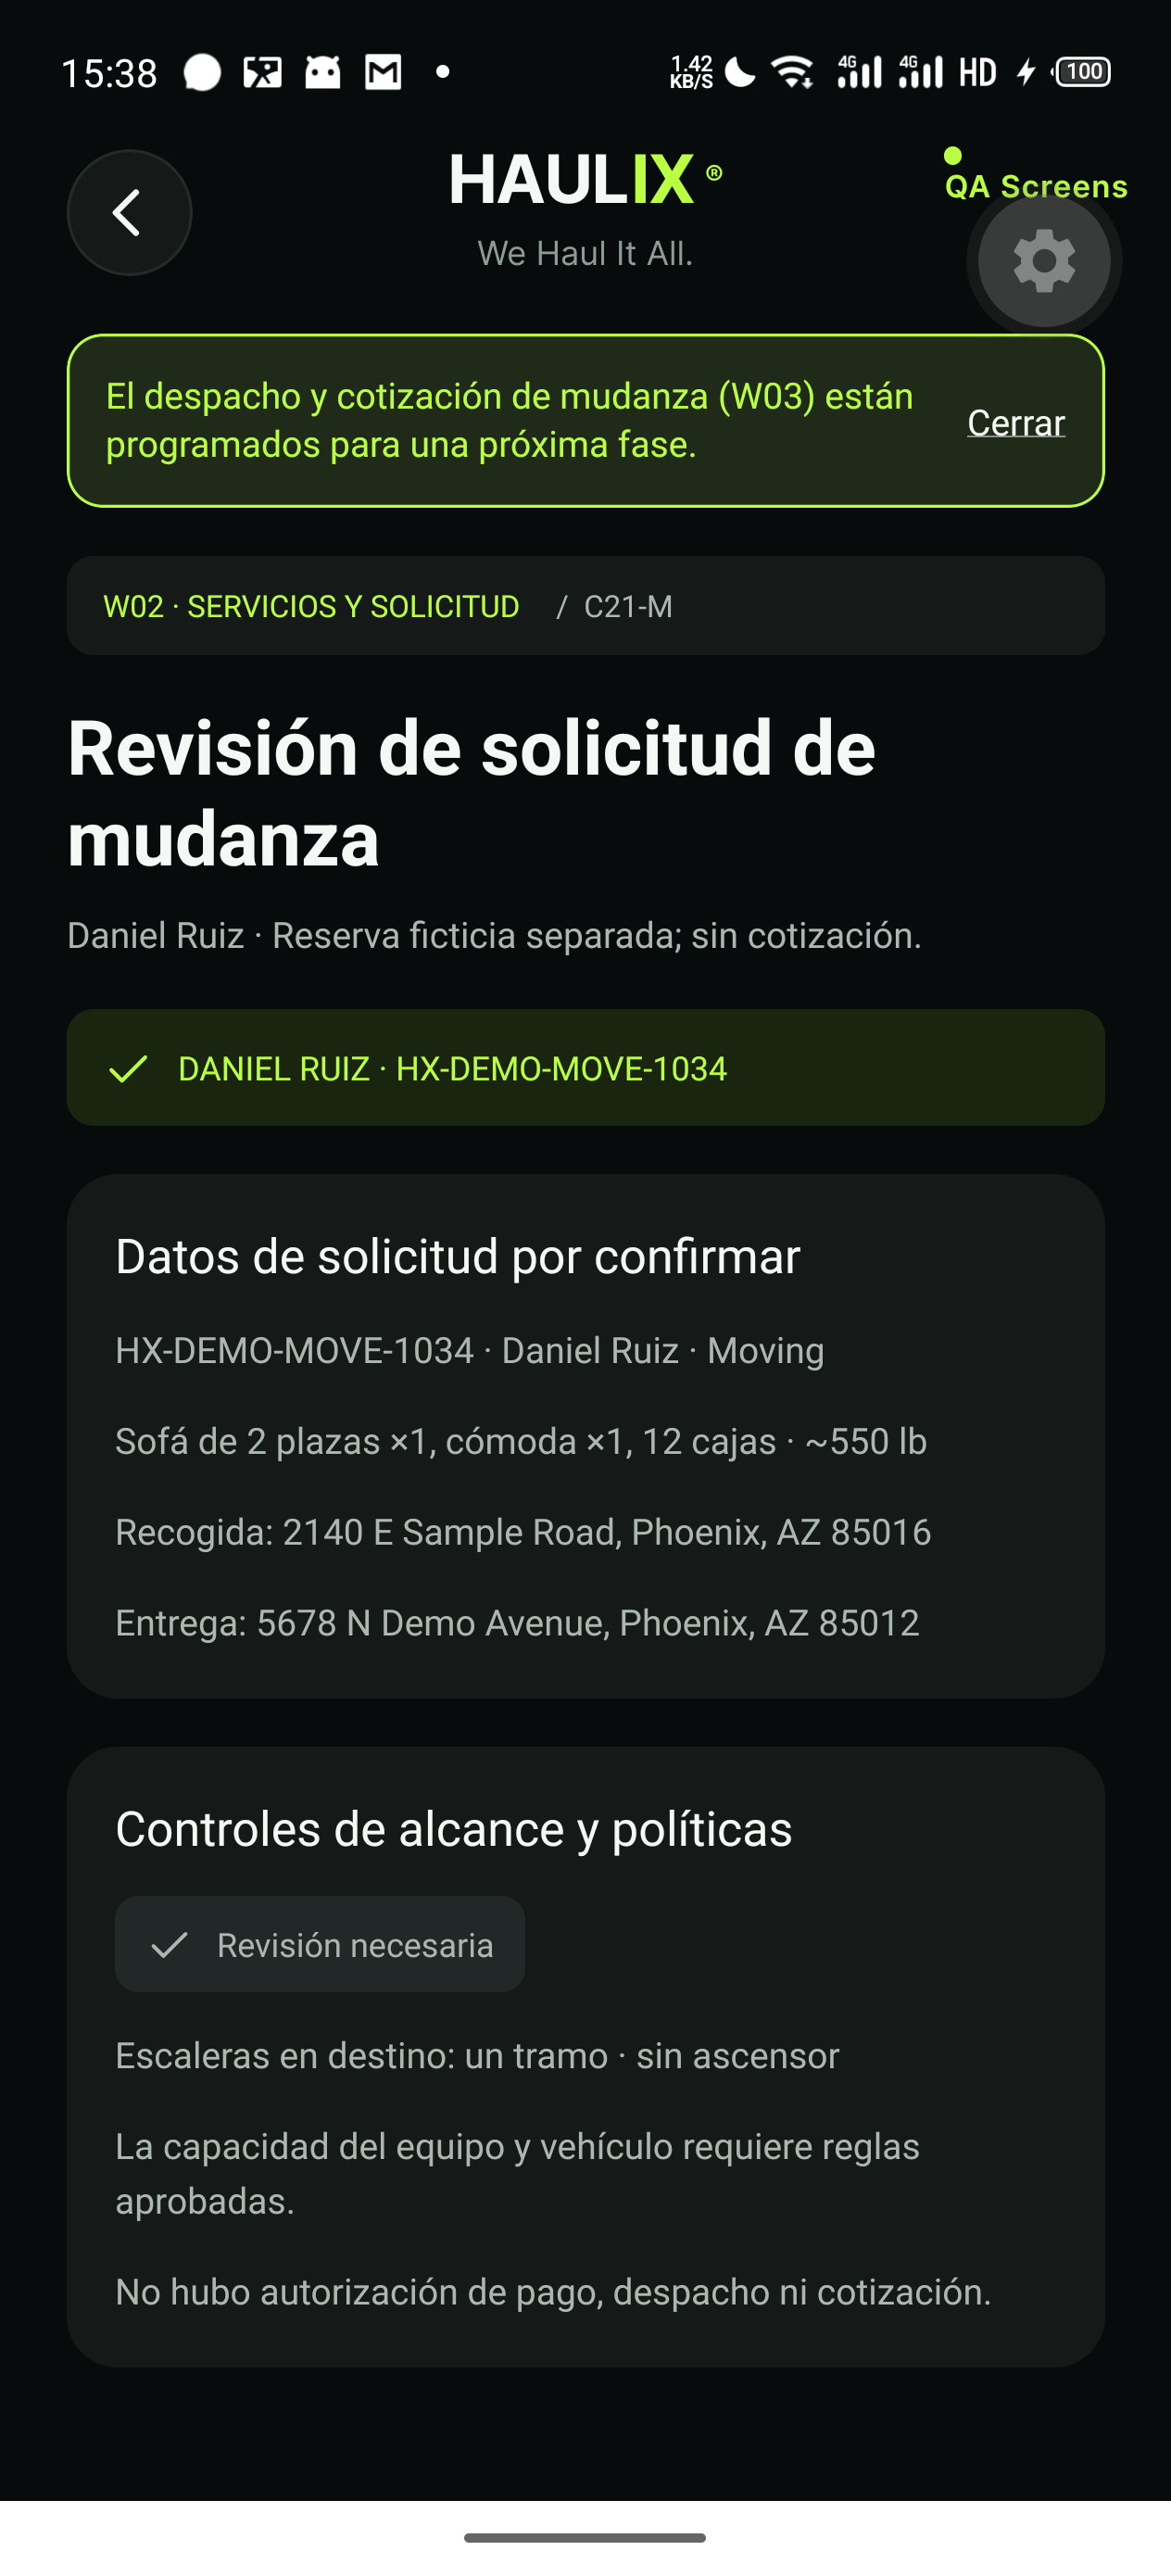 15:38
1.42
KB/S
4G
4G
HD
100
HAULIX ®
We Haul It All.
QA Screens
El despacho y cotización de mudanza (W03) están
programados para una próxima fase.
Cerrar
W02 · SERVICIOS Y SOLICITUD / C21-M
Revisión de solicitud de
mudanza
Daniel Ruiz · Reserva ficticia separada; sin cotización.
DANIEL RUIZ · HX-DEMO-MOVE-1034
Datos de solicitud por confirmar
HX-DEMO-MOVE-1034 · Daniel Ruiz · Moving
Sofá de 2 plazas ×1, cómoda ×1, 12 cajas · ~550 lb
Recogida: 2140 E Sample Road, Phoenix, AZ 85016
Entrega: 5678 N Demo Avenue, Phoenix, AZ 85012
Controles de alcance y políticas
Revisión necesaria
Escaleras en destino: un tramo · sin ascensor
La capacidad del equipo y vehículo requiere reglas
aprobadas.
No hubo autorización de pago, despacho ni cotización.